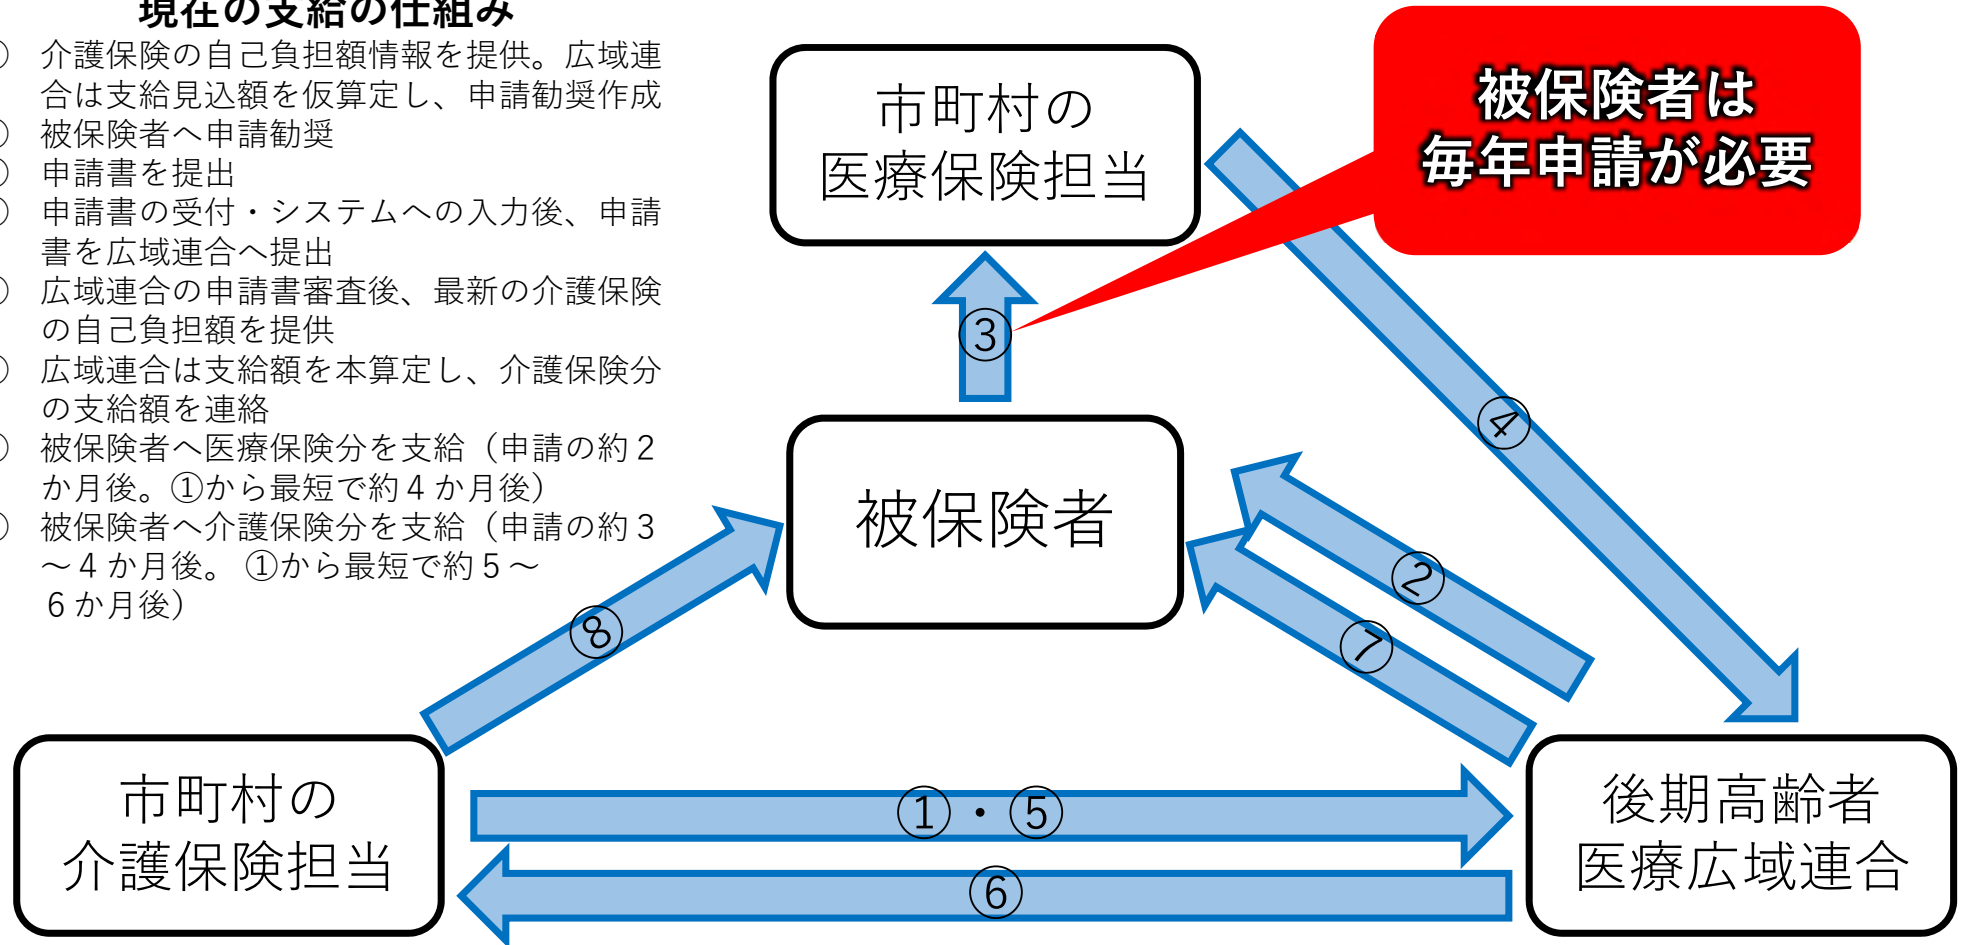 現在の支給の仕組み
介護保険の自己負担額情報を提供。広域連
合は支給見込額を仮算定し、申請勧奨作成
被保険者へ申請勧奨
申請書を提出
申請書の受付・システムへの入力後、申請
書を広域連合へ提出
広域連合の申請書審査後、最新の介護保険
の自己負担額を提供
広域連合は支給額を本算定し、介護保険分
の支給額を連絡
被保険者へ医療保険分を支給（申請の約２
か月後。①から最短で約４か月後）
被保険者へ介護保険分を支給（申請の約３
～４か月後。 ①から最短で約５～
６か月後）
市町村の
医療保険担当
被保険者は
毎年申請が必要
③
④
被保険者
②
⑦
⑧
市町村の
介護保険担当
①・⑤
⑥
後期高齢者
医療広域連合